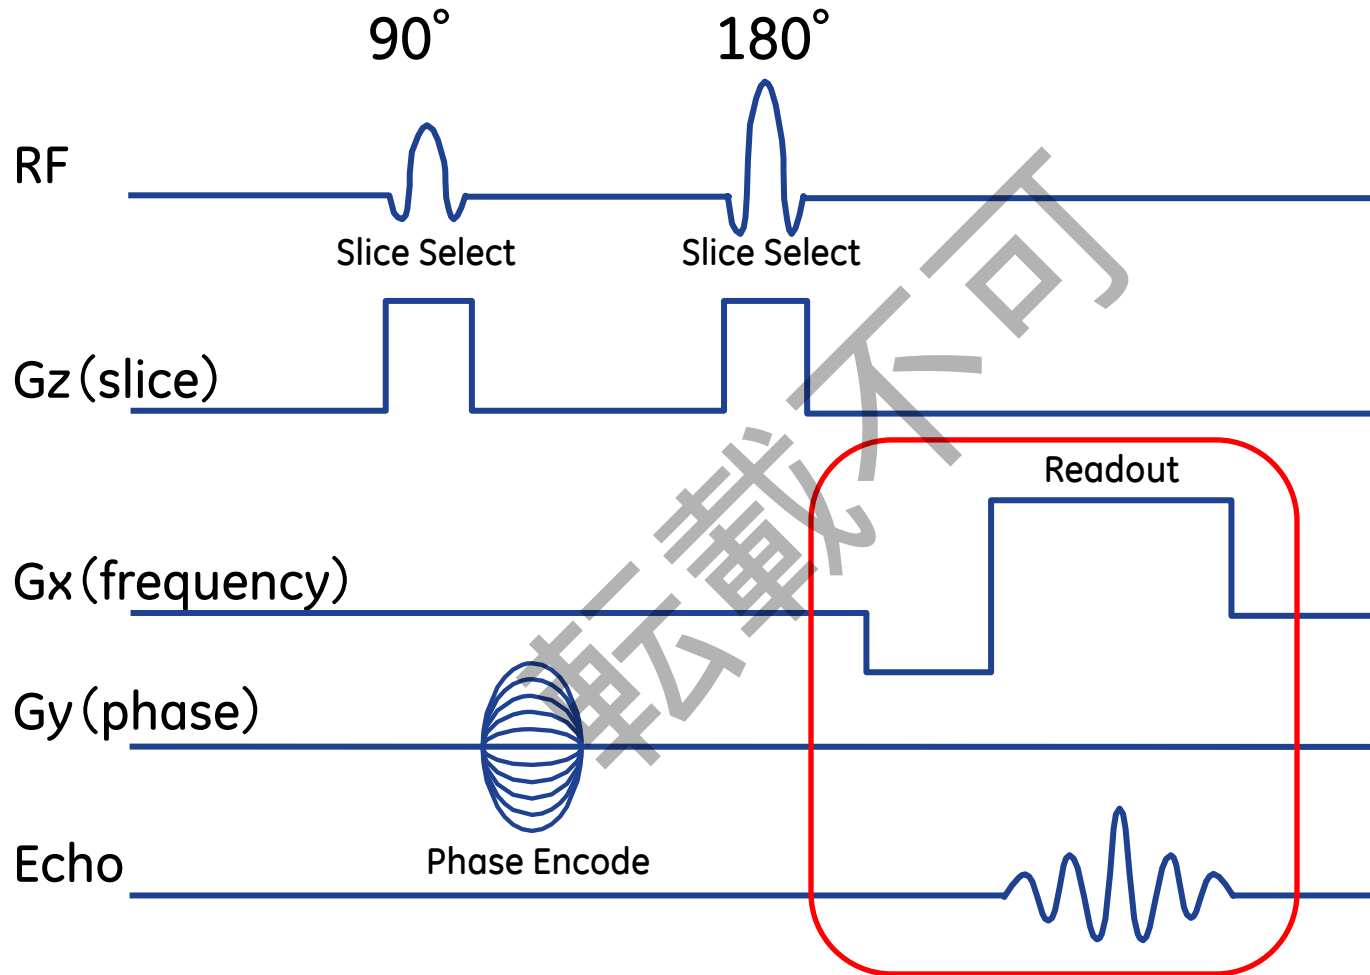 90° 180°
RF
Slice Select Slice Select
Gz(slice)
Readout
Gx(frequency)
Gy(phase)
Phase Encode
Echo
転載不可